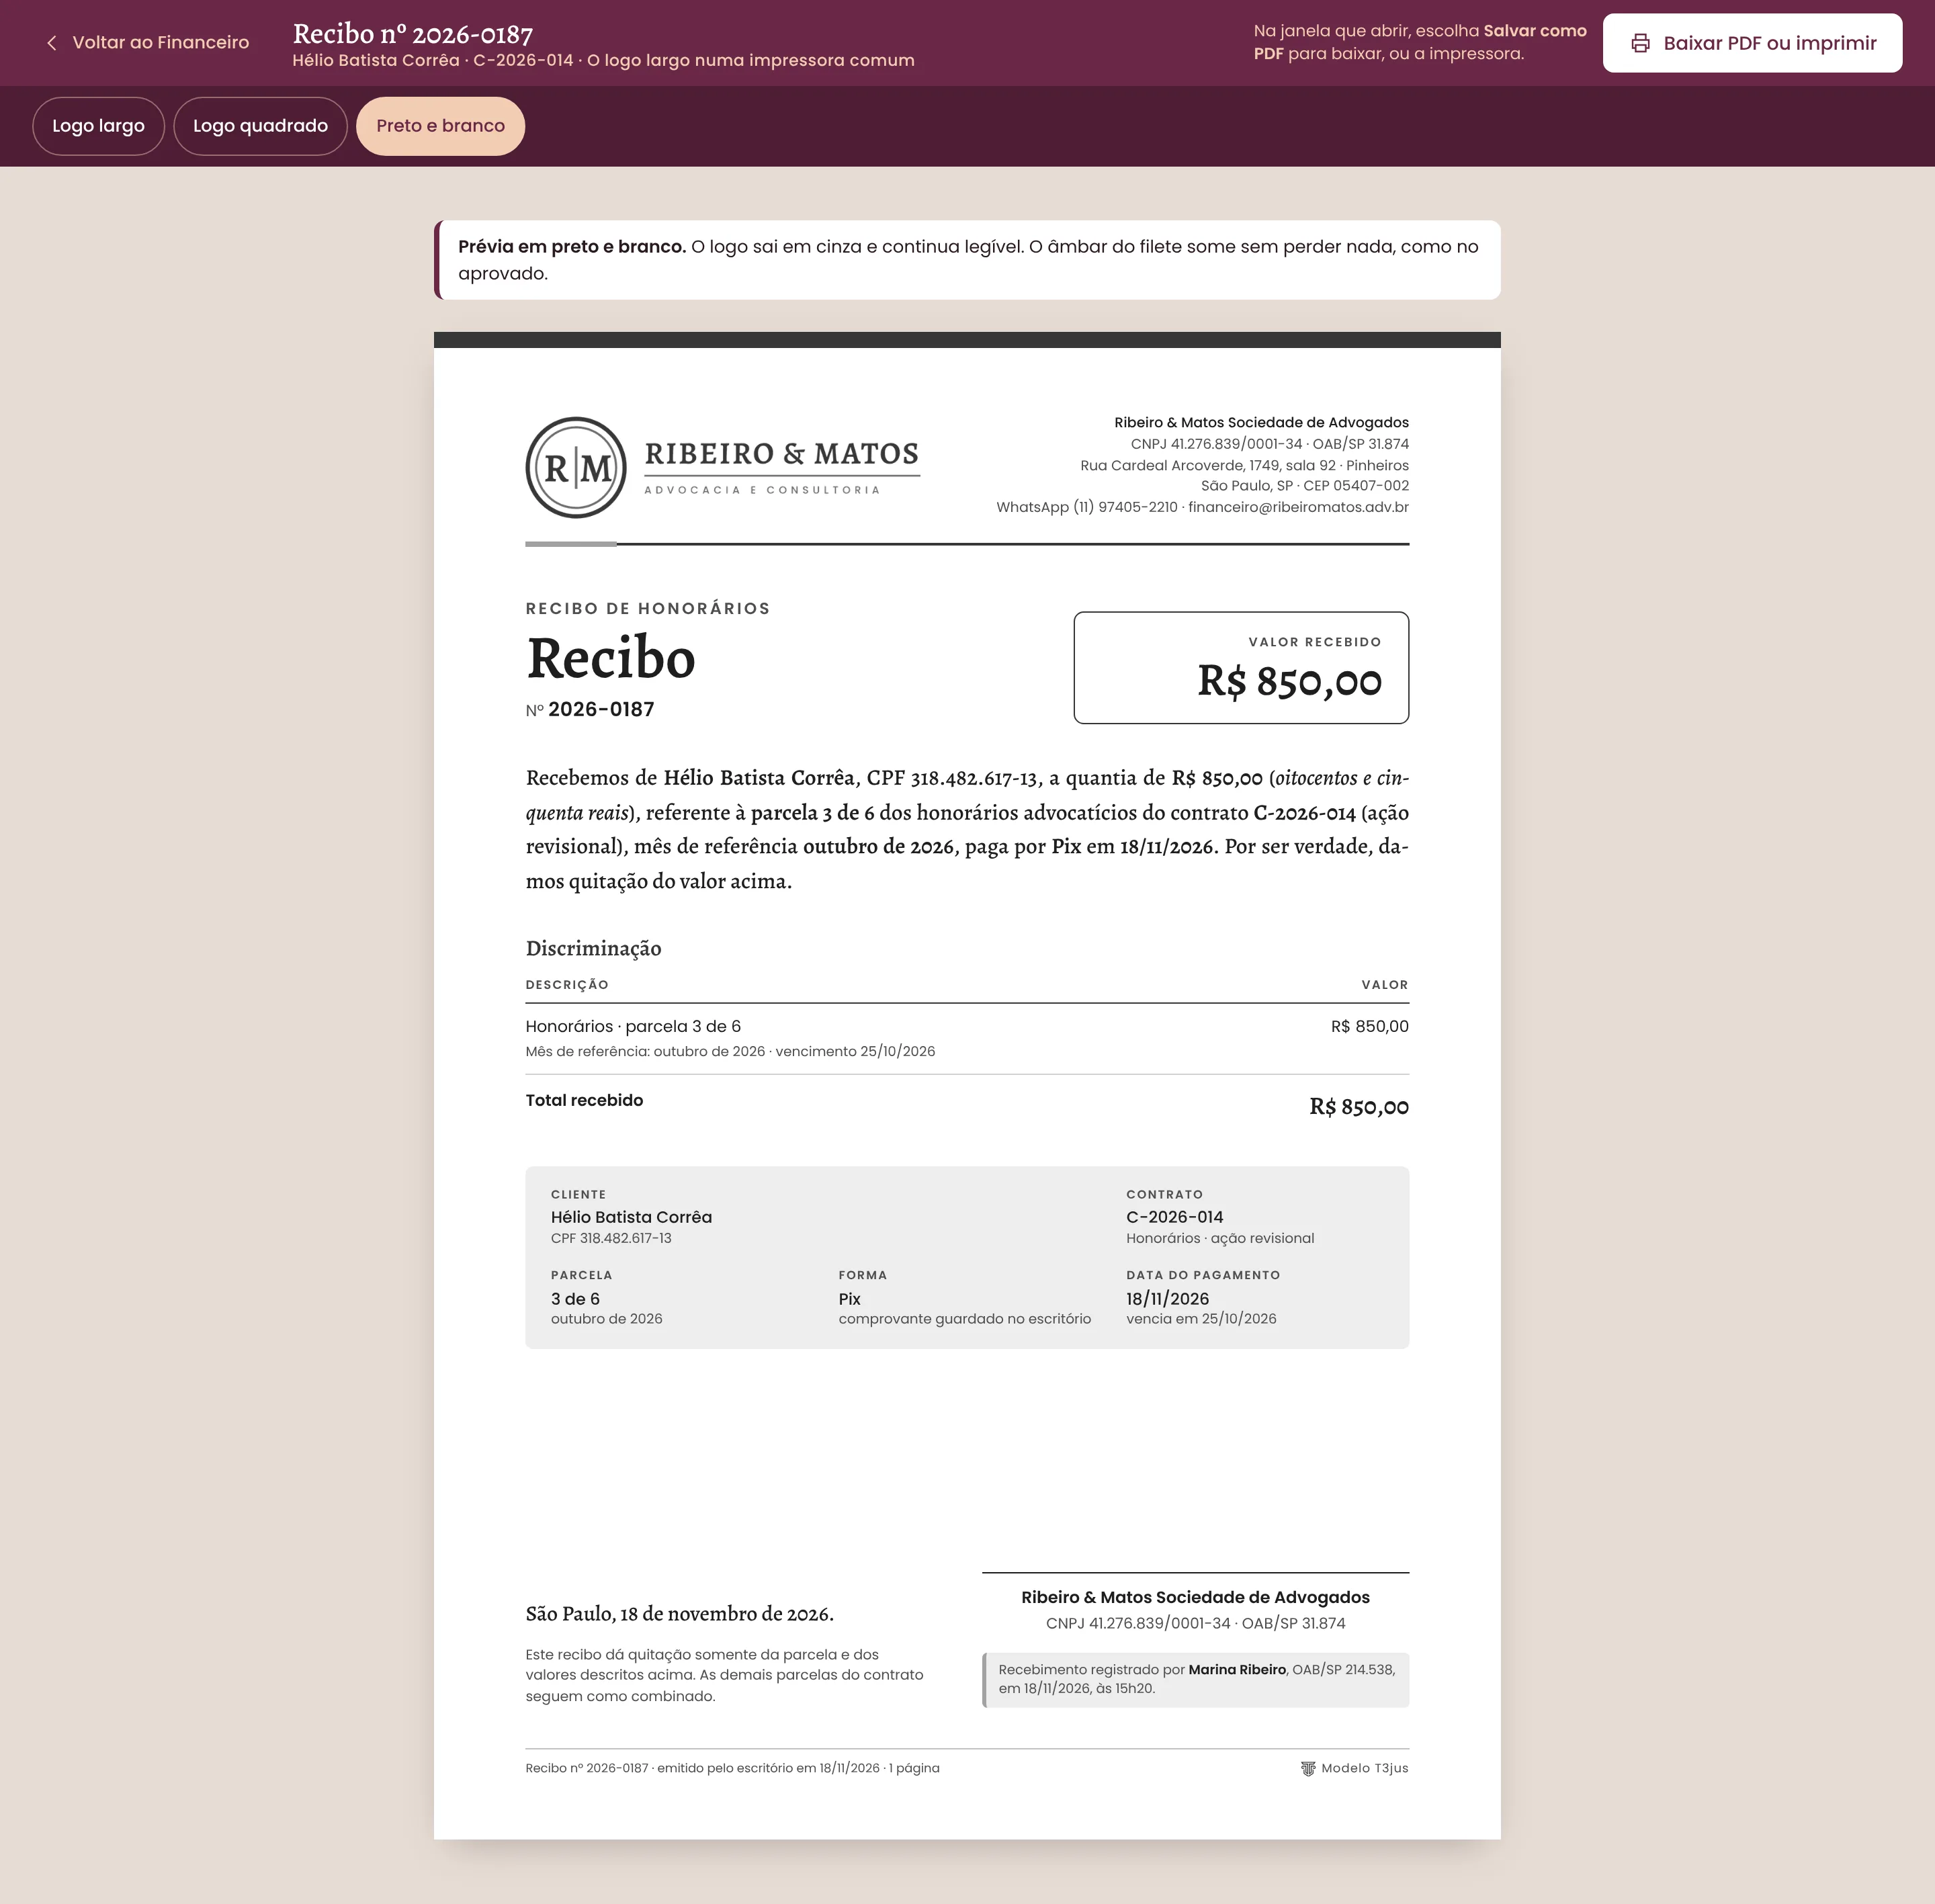 Voltar ao Financeiro
Recibo nº 2026-0187
Hélio Batista Corrêa · C-2026-014 · O logo largo numa impressora comum
Na janela que abrir, escolha Salvar como
PDF para baixar, ou a impressora.
Baixar PDF ou imprimir
Logo largo
Logo quadrado
Preto e branco
Prévia em preto e branco. O logo sai em cinza e continua legível. O âmbar do filete some sem perder nada, como no
aprovado.
R|M
RIBEIRO & MATOS
ADVOCACIA E CONSULTORIA
Ribeiro & Matos Sociedade de Advogados
CNPJ 41.276.839/0001-34 · OAB/SP 31.874
Rua Cardeal Arcoverde, 1749, sala 92 · Pinheiros
São Paulo, SP · CEP 05407-002
WhatsApp (11) 97405-2210 · financeiro@ribeiromatos.adv.br
RECIBO DE HONORÁRIOS
Recibo
Nº 2026-0187
VALOR RECEBIDO
R$ 850,00
Recebemos de Hélio Batista Corrêa, CPF 318.482.617-13, a quantia de R$ 850,00 (oitocentos e cin-
quenta reais), referente à parcela 3 de 6 dos honorários advocatícios do contrato C-2026-014 (ação
revisional), mês de referência outubro de 2026, paga por Pix em 18/11/2026. Por ser verdade, da-
mos quitação do valor acima.
Discriminação
DESCRIÇÃO
VALOR
Honorários · parcela 3 de 6
R$ 850,00
Mês de referência: outubro de 2026 · vencimento 25/10/2026
Total recebido
R$ 850,00
CLIENTE
Hélio Batista Corrêa
CPF 318.482.617-13
CONTRATO
C-2026-014
Honorários · ação revisional
PARCELA
3 de 6
outubro de 2026
FORMA
Pix
comprovante guardado no escritório
DATA DO PAGAMENTO
18/11/2026
vencia em 25/10/2026
São Paulo, 18 de novembro de 2026.
Este recibo dá quitação somente da parcela e dos
valores descritos acima. As demais parcelas do contrato
seguem como combinado.
Ribeiro & Matos Sociedade de Advogados
CNPJ 41.276.839/0001-34 · OAB/SP 31.874
Recebimento registrado por Marina Ribeiro, OAB/SP 214.538,
em 18/11/2026, às 15h20.
Recibo nº 2026-0187 · emitido pelo escritório em 18/11/2026 · 1 página
Modelo T3jus